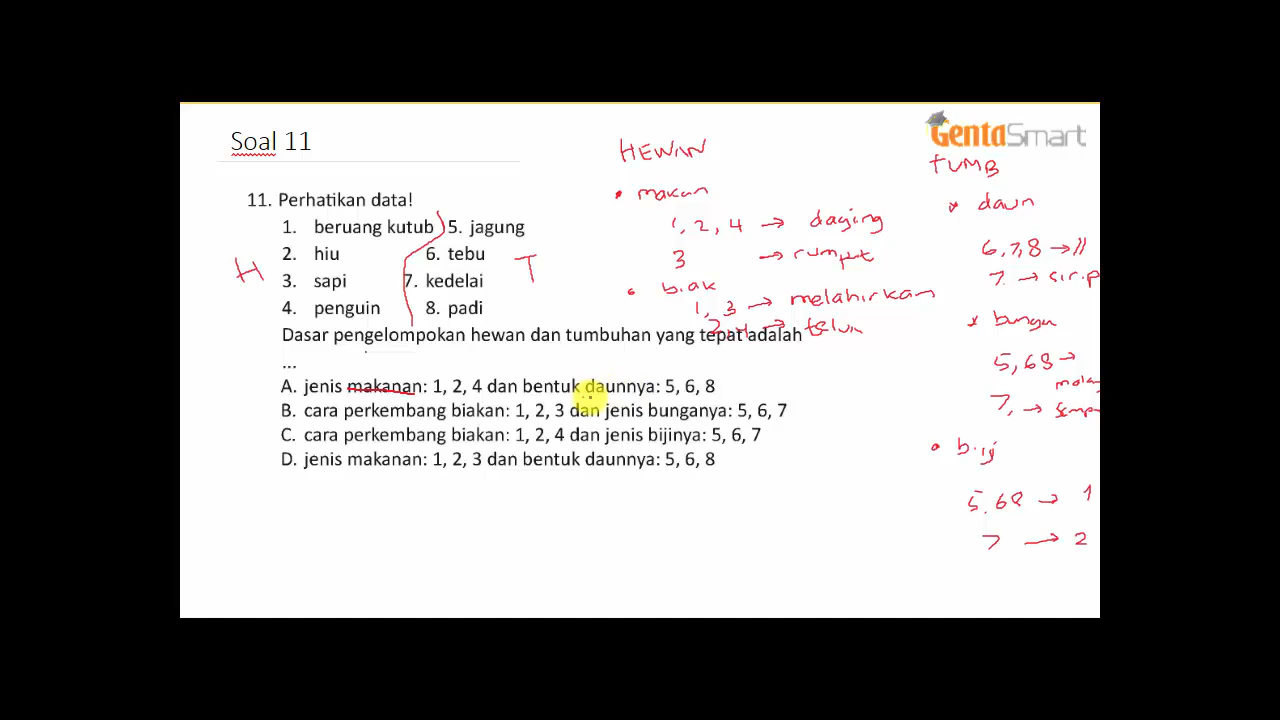 Soal 11
GentaSmart
11. Perhatikan data!
1. beruang kutub 5. jagung
2. hiu 6. tebu
3. sapi 7. kedelai
4. penguin 8. padi
H
T
Dasar pengelompokan hewan dan tumbuhan yang tepat adalah
...
A. jenis makanan: 1, 2, 4 dan bentuk daunnya: 5, 6, 8
B. cara perkembang biakan: 1, 2, 3 dan jenis bunganya: 5, 6, 7
C. cara perkembang biakan: 1, 2, 4 dan jenis bijinya: 5, 6, 7
D. jenis makanan: 1, 2, 3 dan bentuk daunnya: 5, 6, 8
HEWAN
• makan
1, 2, 4 → daging
3 → rumput
• biak
1, 3 → melahirkan
2, 4 → telur
TUMB
* daun
6, 7, 8 → //
7 → sirip
* bunga
5, 6 8 →
7, →
• biji
5, 6 8 → 1
7 → 2